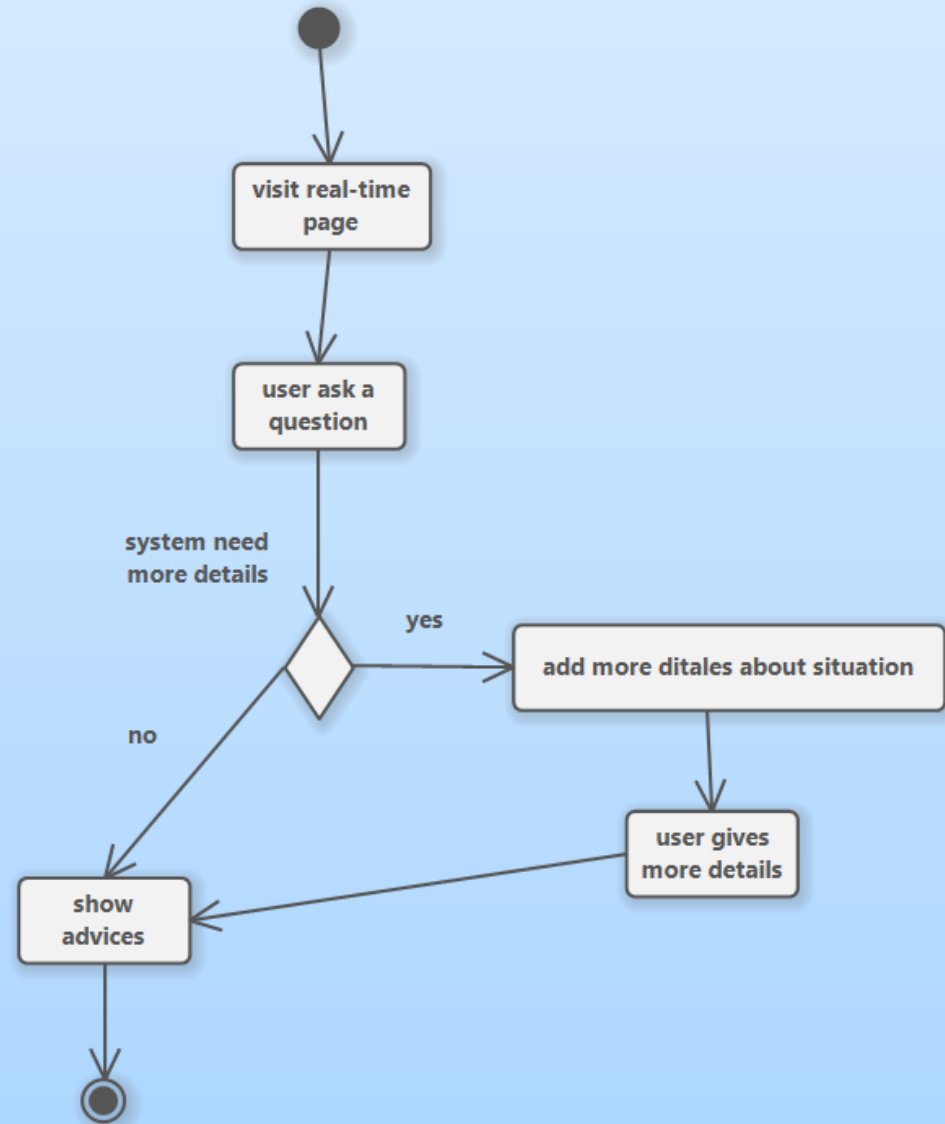 visit real-time
page
user ask a
question
system need
more details
yes
add more ditales about situation
no
user gives
more details
show
advices